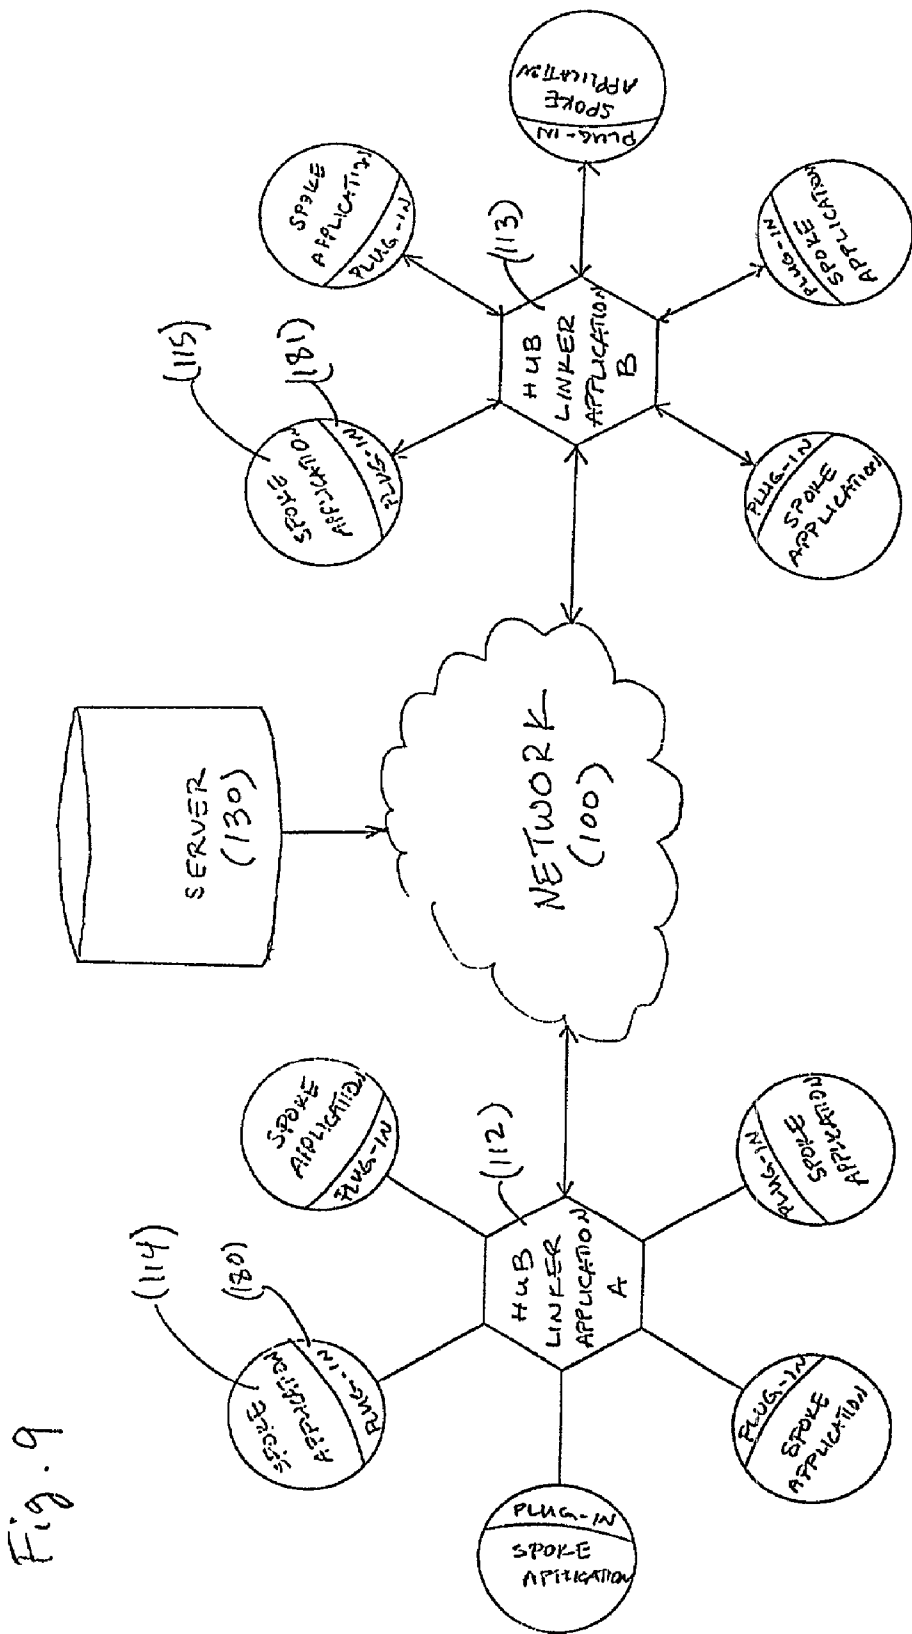 Fig. 9
SERVER
(130)
(114)
(180)
SPOKE
APPLICATION
PLUG-IN
SPOKE
APPLICATION
PLUG-IN
(112)
HUB
LINKER
APPLICATION
A
SPOKE
APPLICATION
PLUG-IN
PLUG-IN
SPOKE
APPLICATION
PLUG-IN
SPOKE
APPLICATION
NETWORK
(100)
(115)
(181)
SPOKE
APPLICATION
PLUG-IN
SPOKE
APPLICATION
PLUG-IN
(113)
HUB
LINKER
APPLICATION
B
PLUG-IN
SPOKE
APPLICATION
PLUG-IN
SPOKE
APPLICATION
PLUG-IN
SPOKE
APPLICATION